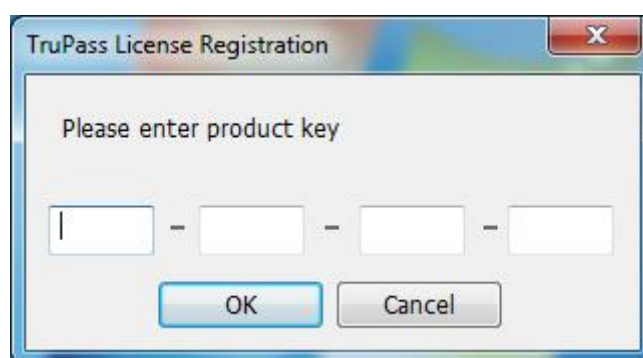 TruPass License Registration
Please enter product key
- - -
OK Cancel